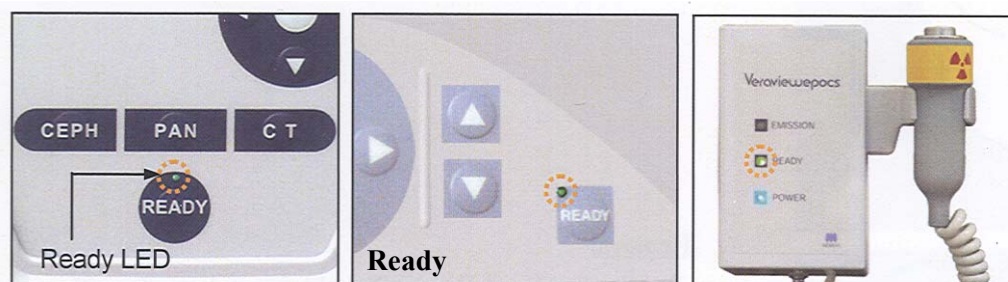 CEPH
PAN
C T
READY
Ready LED
READY
Ready
Veraviewepocs
EMISSION
READY
POWER